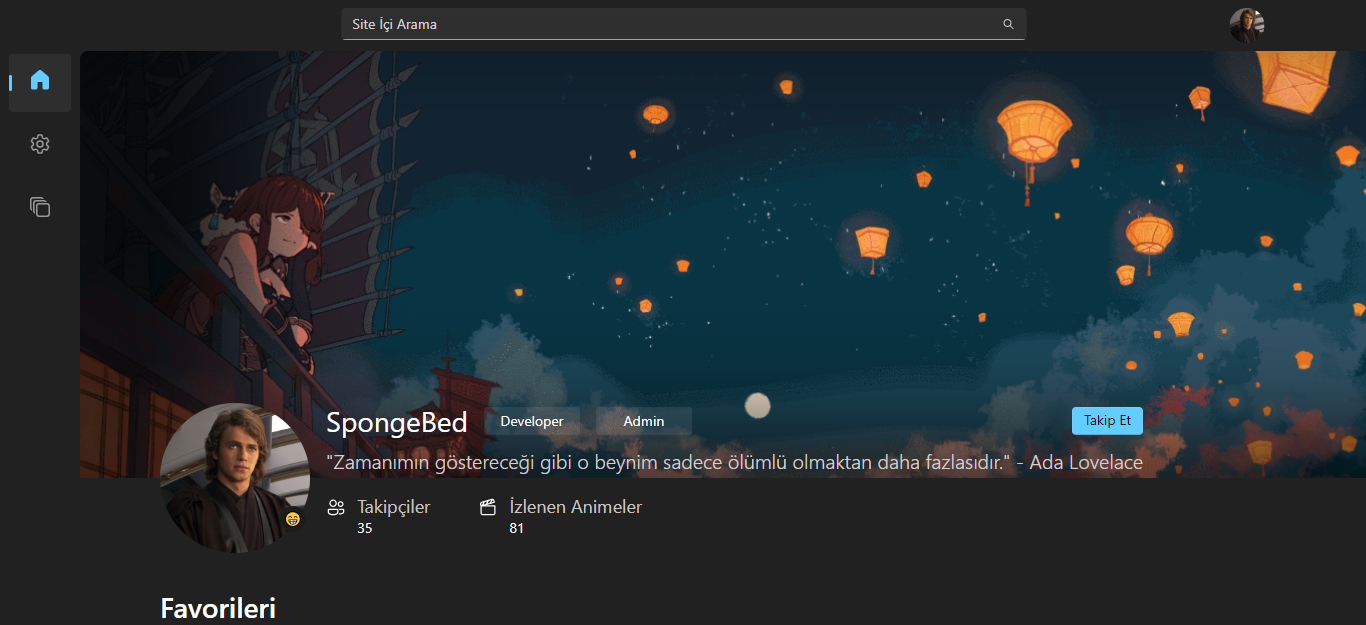 Site İçi Arama
SpongeBed Developer Admin
Takip Et
"Zamanımın göstereceği gibi o beynim sadece ölümlü olmaktan daha fazlasıdır." - Ada Lovelace
Takipçiler
35
İzlenen Animeler
81
Favorileri